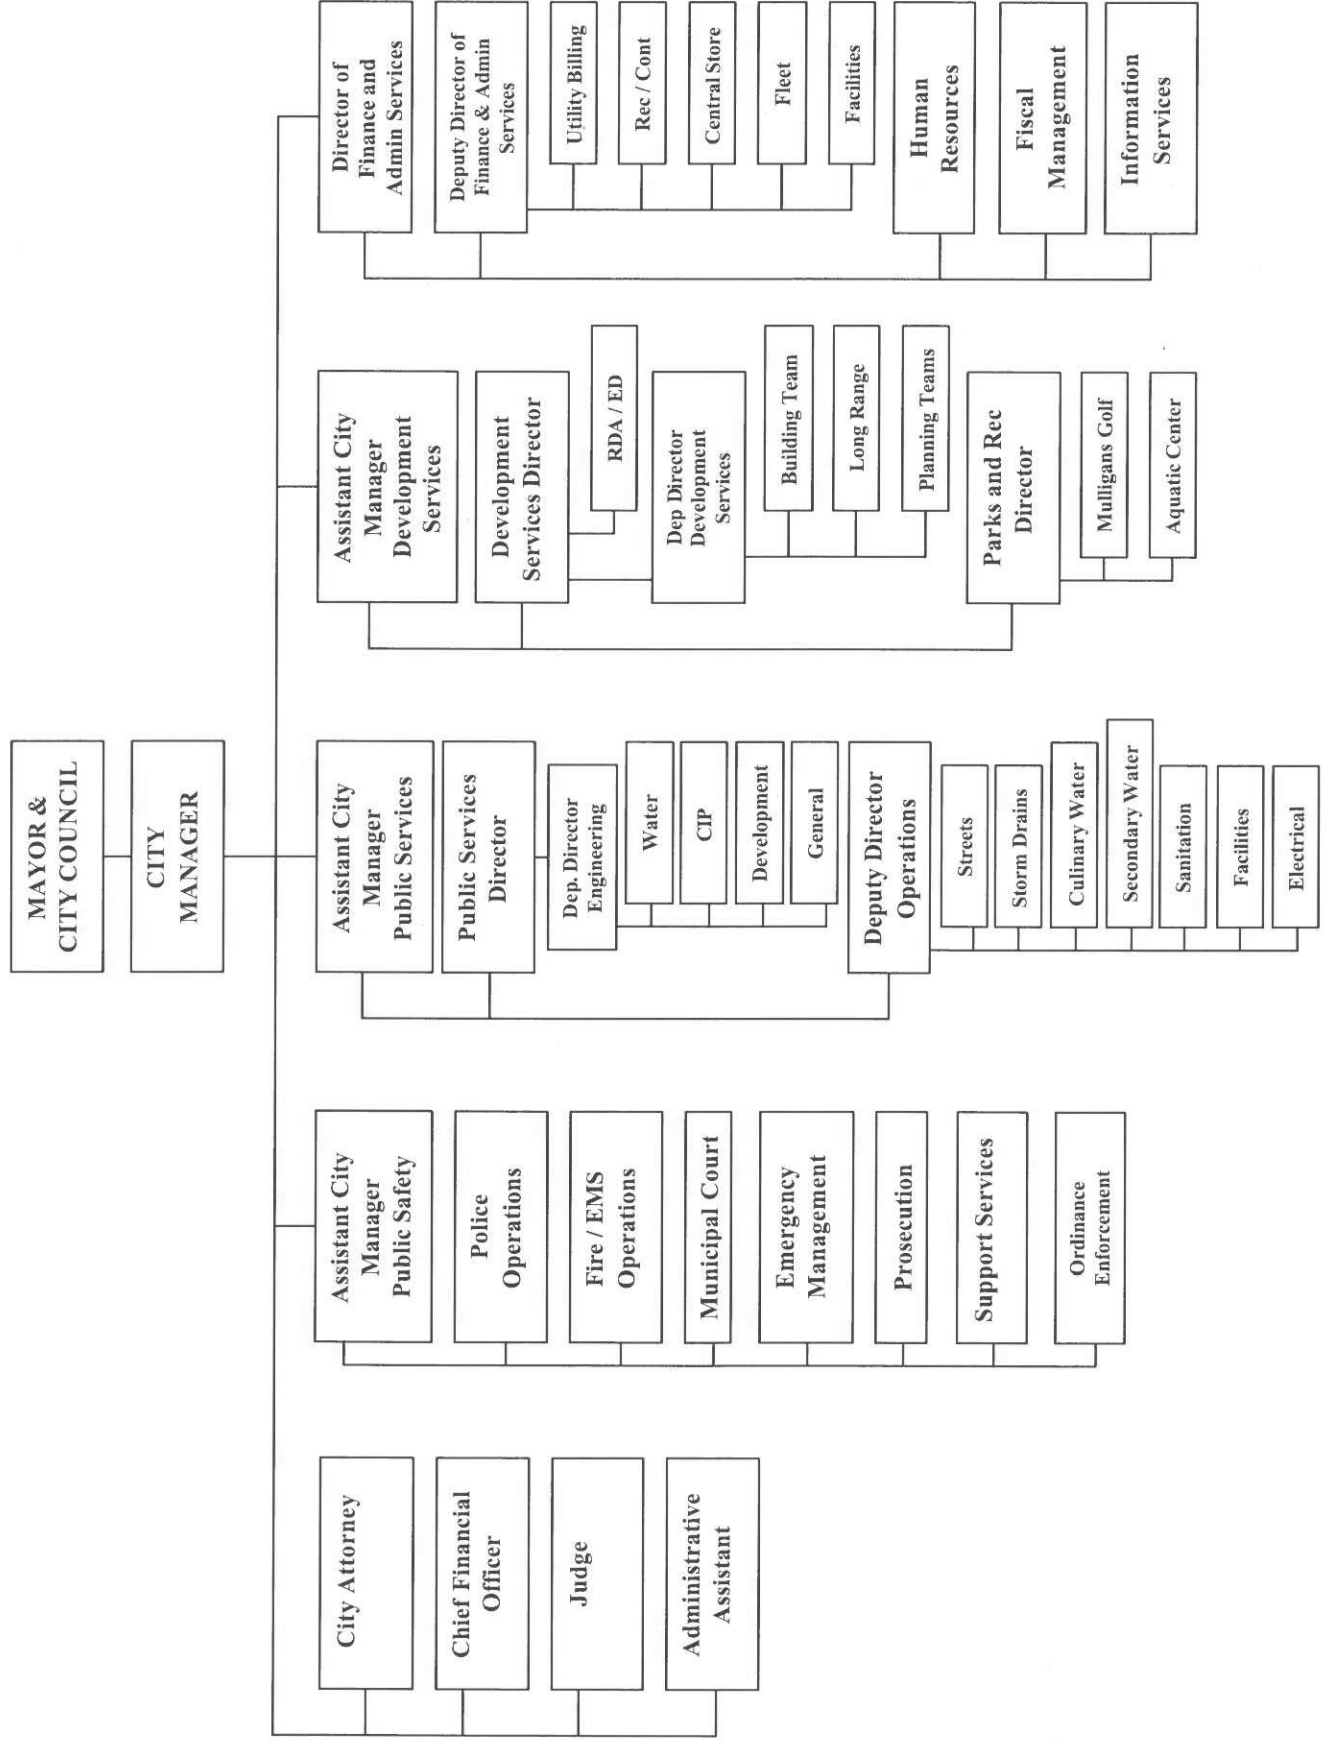 MAYOR &
CITY COUNCIL
CITY
MANAGER
City Attorney
Chief Financial
Officer
Judge
Administrative
Assistant
Assistant City
Manager
Public Safety
Police
Operations
Fire / EMS
Operations
Municipal Court
Emergency
Management
Prosecution
Support Services
Ordinance
Enforcement
Assistant City
Manager
Public Services
Public Services
Director
Dep. Director
Engineering
Water
CIP
Development
General
Deputy Director
Operations
Streets
Storm Drains
Culinary Water
Secondary Water
Sanitation
Facilities
Electrical
Assistant City
Manager
Development
Services
Development
Services Director
RDA / ED
Dep Director
Development
Services
Building Team
Long Range
Planning Teams
Parks and Rec
Director
Mulligans Golf
Aquatic Center
Director of
Finance and
Admin Services
Deputy Director of
Finance & Admin
Services
Utility Billing
Rec / Cont
Central Store
Fleet
Facilities
Human
Resources
Fiscal
Management
Information
Services